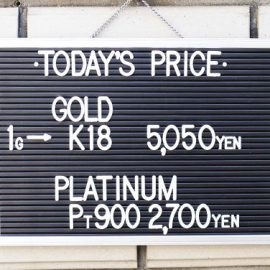 ·TODAY'S PRICE·
GOLD
1G→ K18 5,050YEN
PLATINUM
PT900 2,700YEN